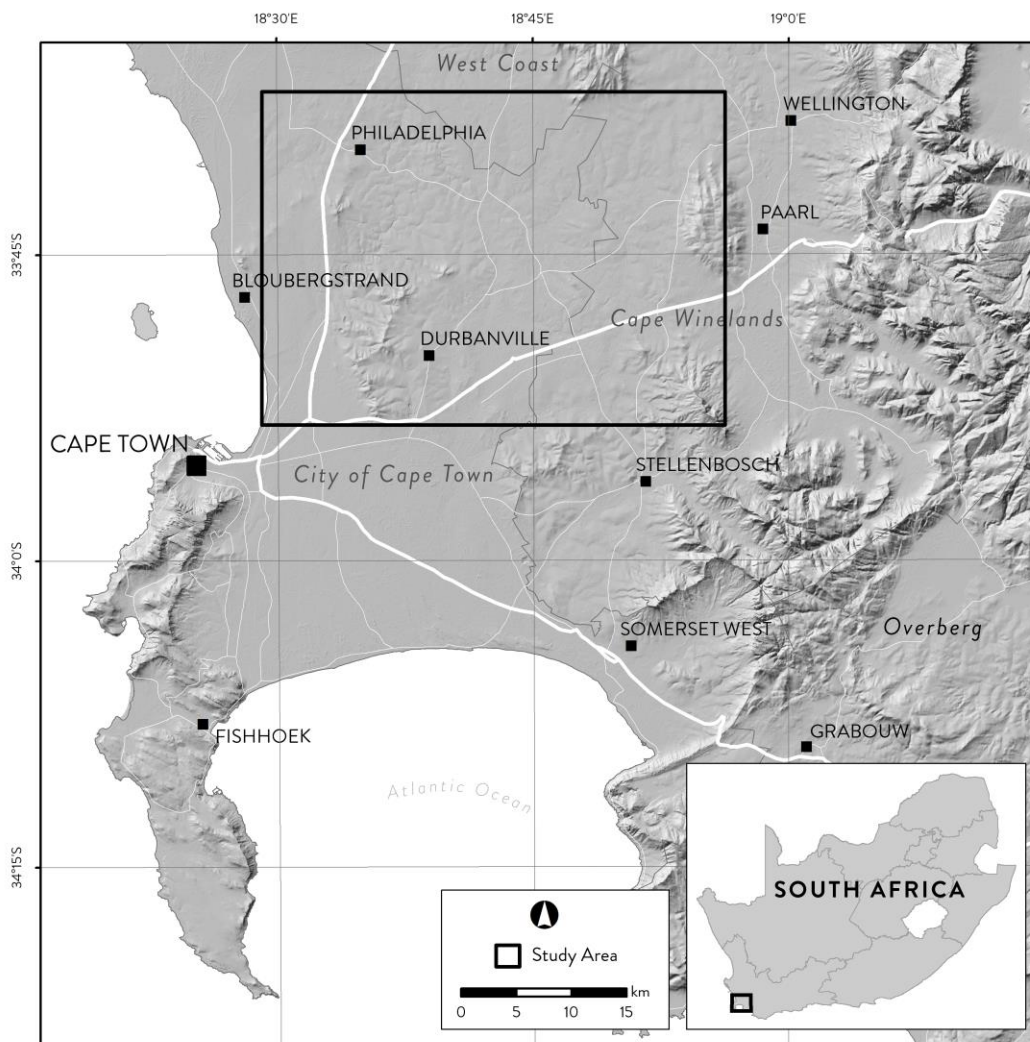 18°30'E
18°45'E
19°0'E
West Coast
WELLINGTON
PHILADELPHIA
PAARL
33°45'S
BLOUBERGSTRAND
Cape Winelands
DURBANVILLE
CAPE TOWN
City of Cape Town
STELLENBOSCH
34°0'S
SOMERSET WEST
Overberg
FISHHOEK
GRABOUW
Atlantic Ocean
34°15'S
SOUTH AFRICA
Study Area
km
0 5 10 15